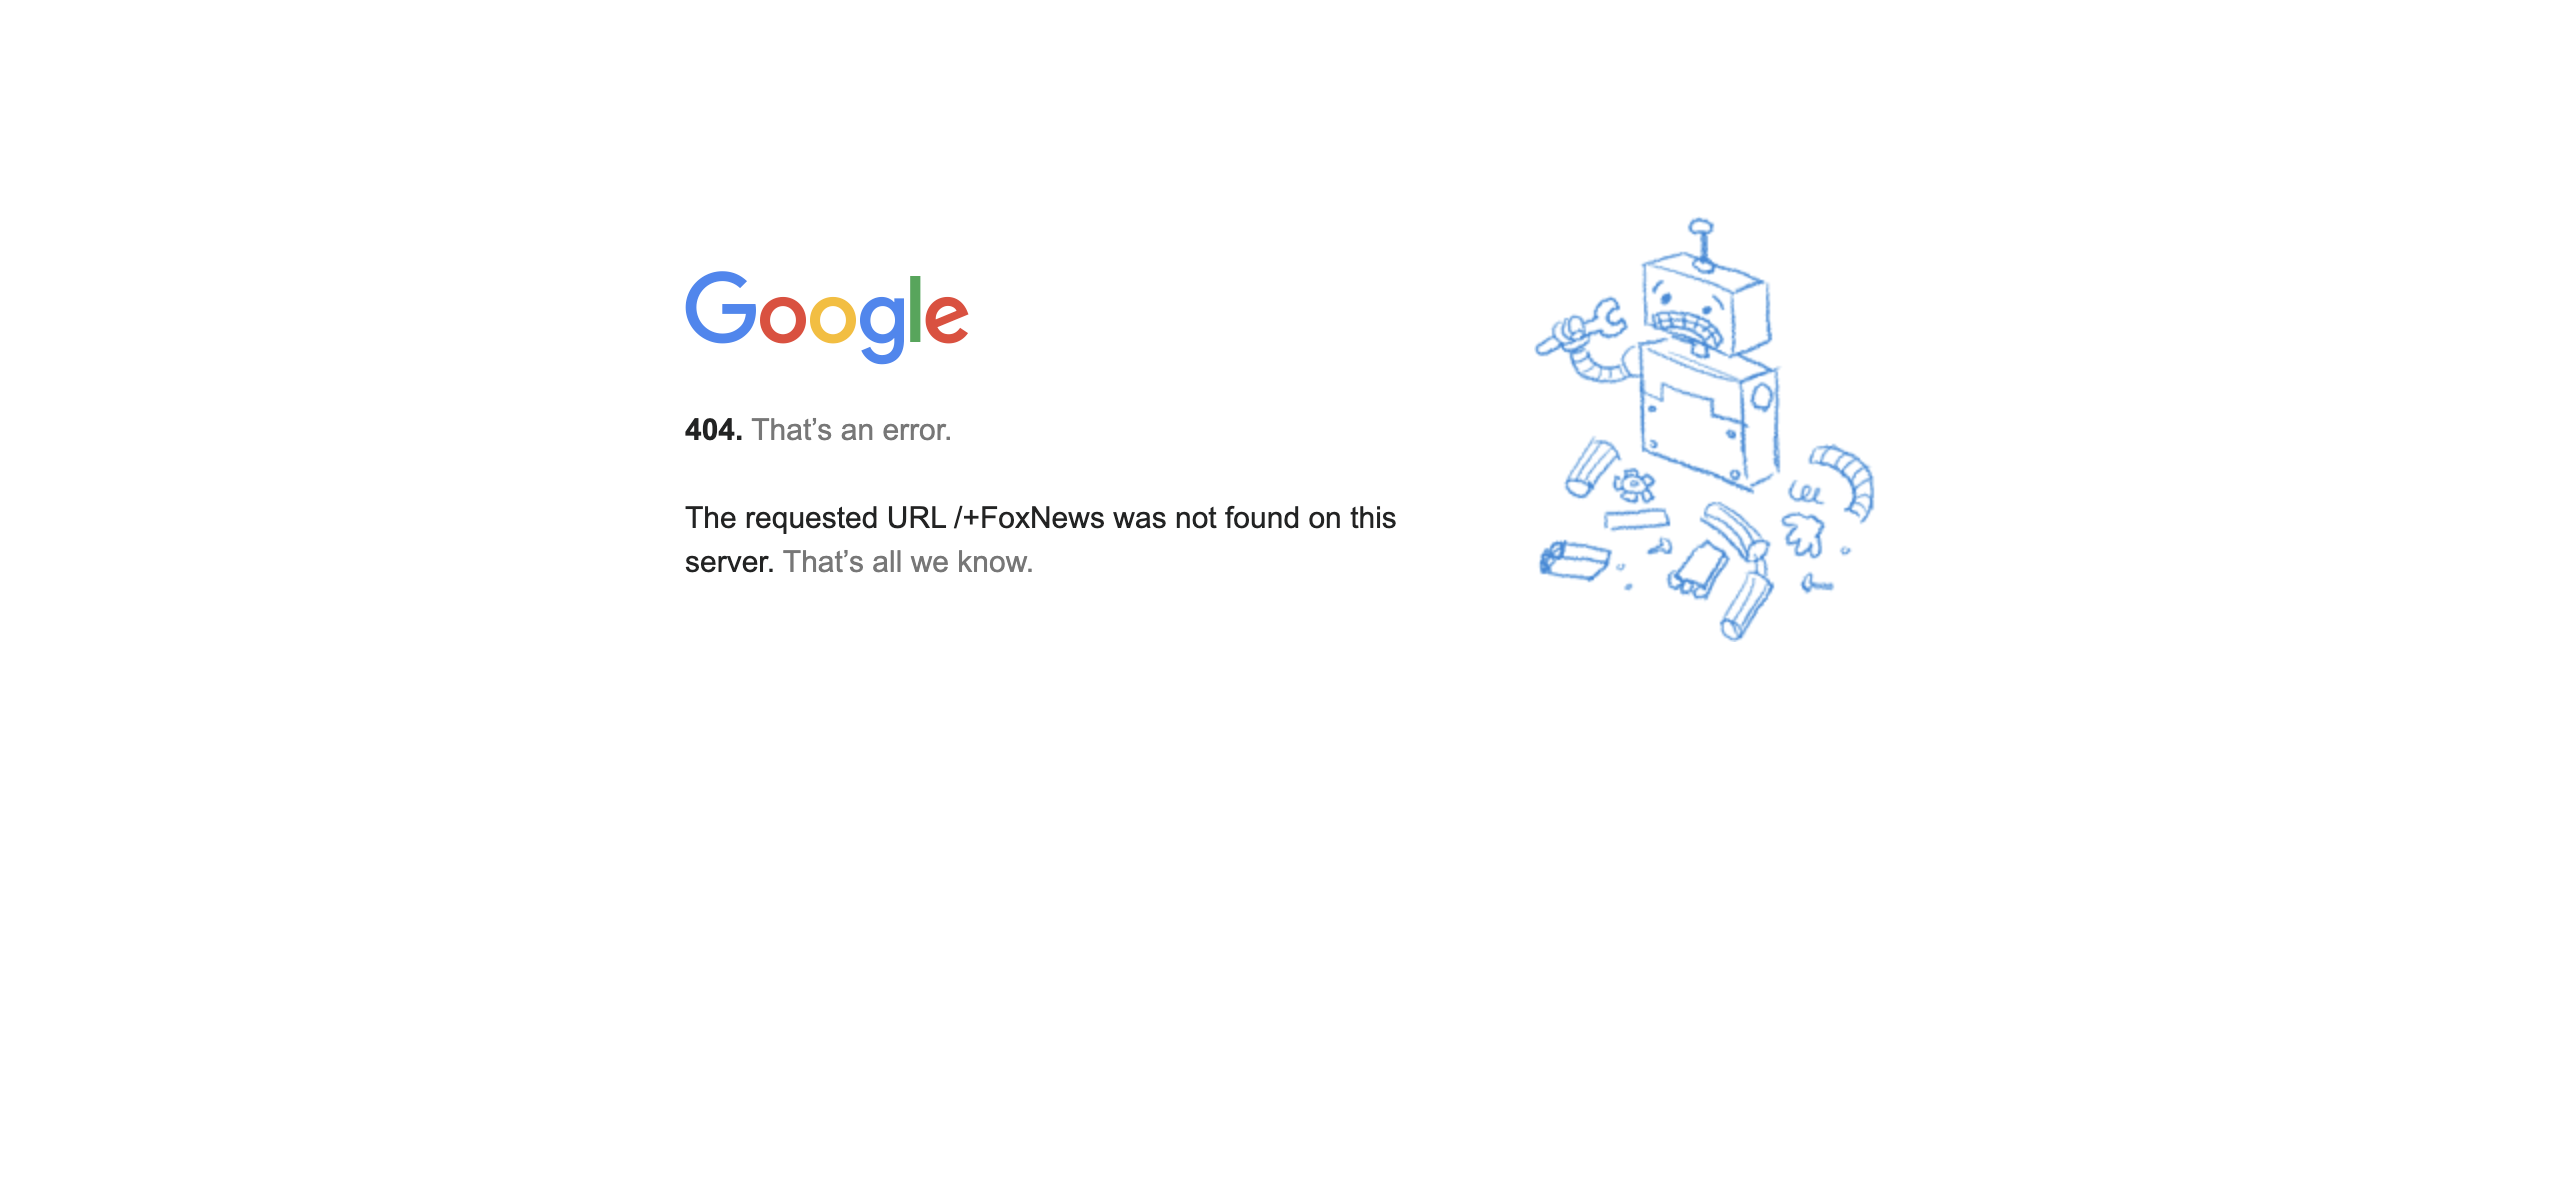 Google
404. That’s an error.
The requested URL /+FoxNews was not found on this
server. That’s all we know.